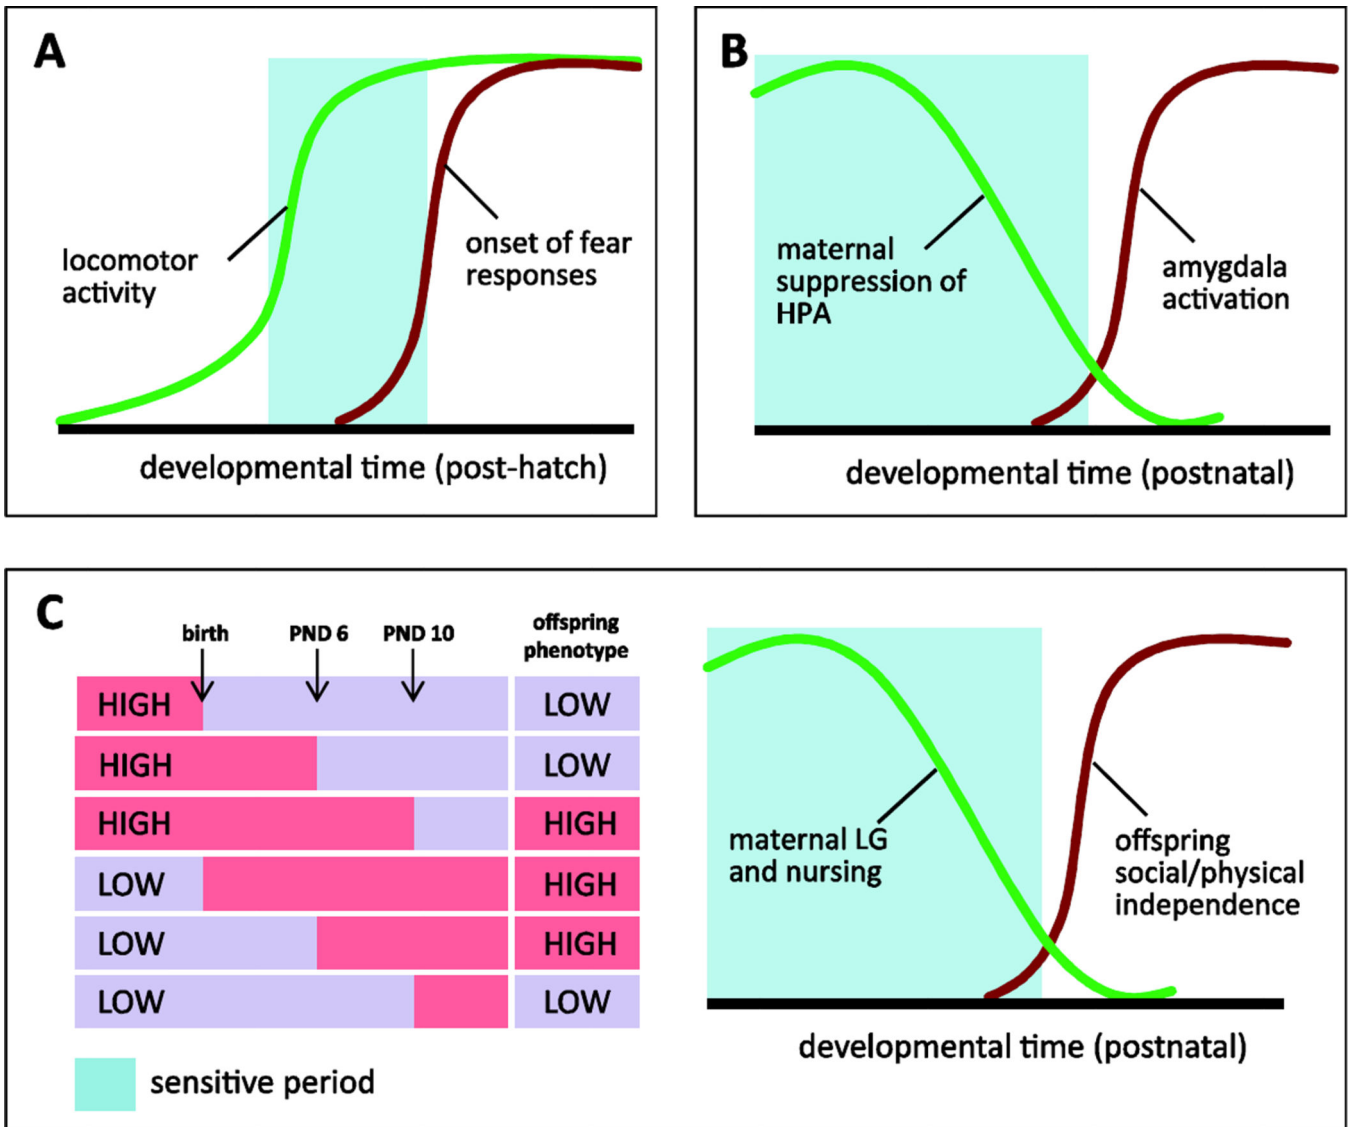 A
locomotor
activity
onset of fear
responses
developmental time (post-hatch)
B
maternal
suppression of
HPA
amygdala
activation
developmental time (postnatal)
C
birth
PND 6
PND 10
offspring
phenotype
HIGH
LOW
HIGH
LOW
HIGH
HIGH
LOW
HIGH
LOW
HIGH
LOW
LOW
sensitive period
maternal LG
and nursing
offspring
social/physical
independence
developmental time (postnatal)